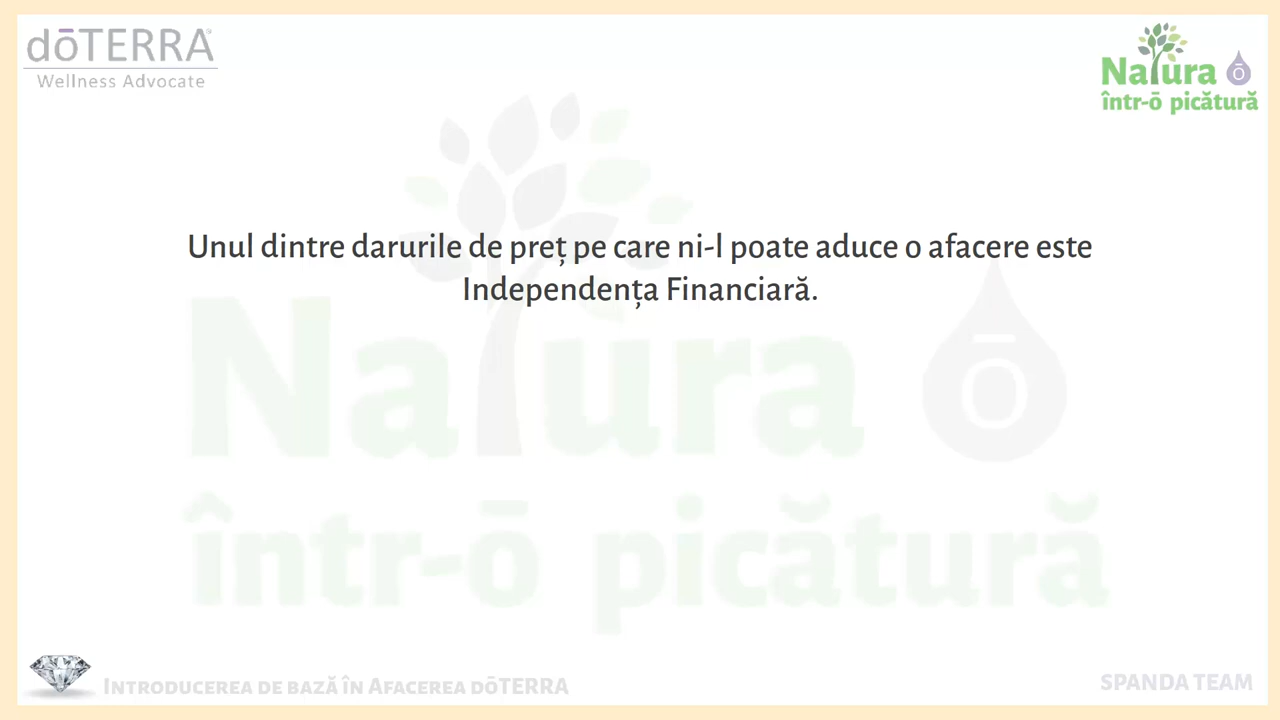 dōTERRA
Wellness Advocate
Natura ō
într-ō picătură
Unul dintre darurile de preț pe care ni-l poate aduce o afacere este
Independența Financiară.
Natura ō
într-ō picătură
Introducerea de bază în Afacerea dōTERRA
SPANDA TEAM